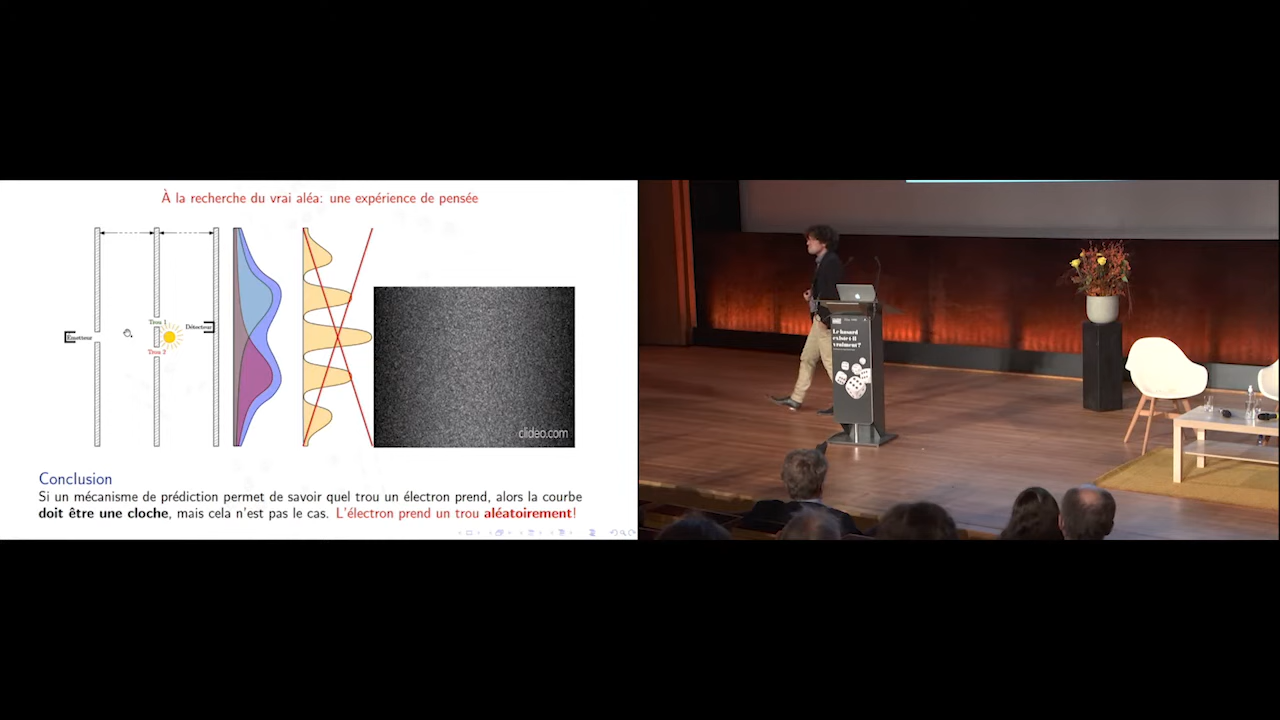 À la recherche du vrai aléa: une expérience de pensée
Trou 1
Émetteur
Détecteur
Trou 2
clideo.com
Conclusion
Si un mécanisme de prédiction permet de savoir quel trou un électron prend, alors la courbe
doit être une cloche, mais cela n'est pas le cas. L'électron prend un trou aléatoirement!
Le hasard
existe-t-il
vraiment?